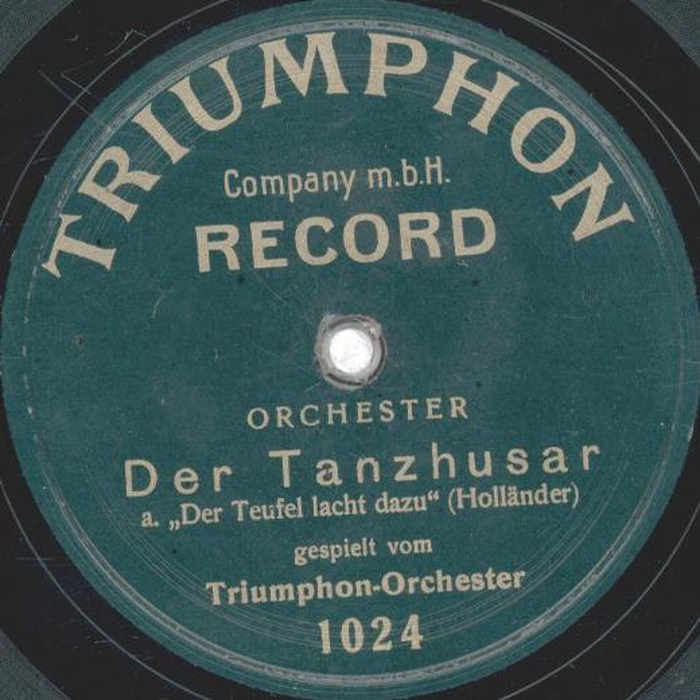 TRIUMPHON
Company m.b.H.
RECORD
ORCHESTER
Der Tanzhusar
a. „Der Teufel lacht dazu“ (Holländer)
gespielt vom
Triumphon-Orchester
1024